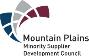 Mountain Plains
Minority Supplier
Development Council